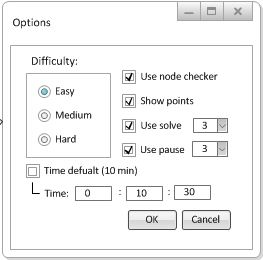 Options
Difficulty:
Easy
Medium
Hard
Use node checker
Show points
Use solve 3
Use pause 3
Time defualt (10 min)
Time: 0 : 10 : 30
OK Cancel